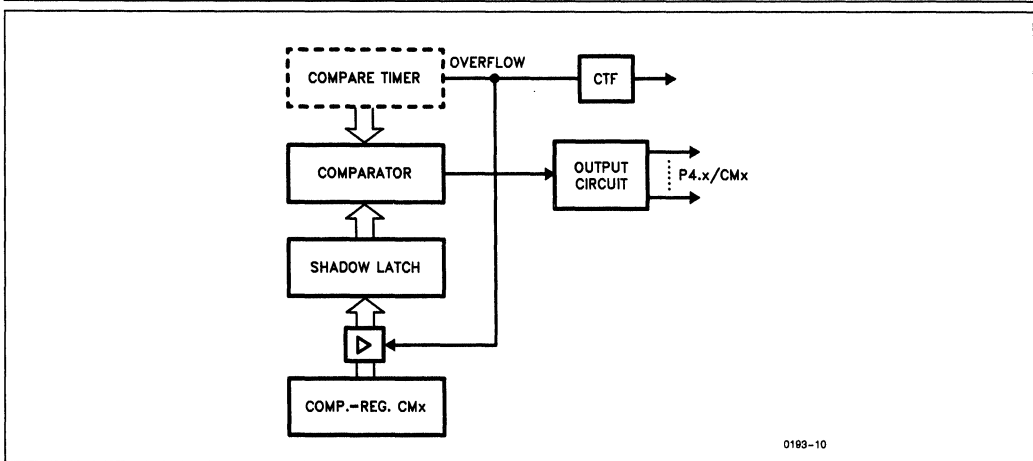 OVERFLOW
COMPARE TIMER
CTF
COMPARATOR
OUTPUT
CIRCUIT
P4.x/CMx
SHADOW LATCH
COMP.-REG. CMx
0193-10